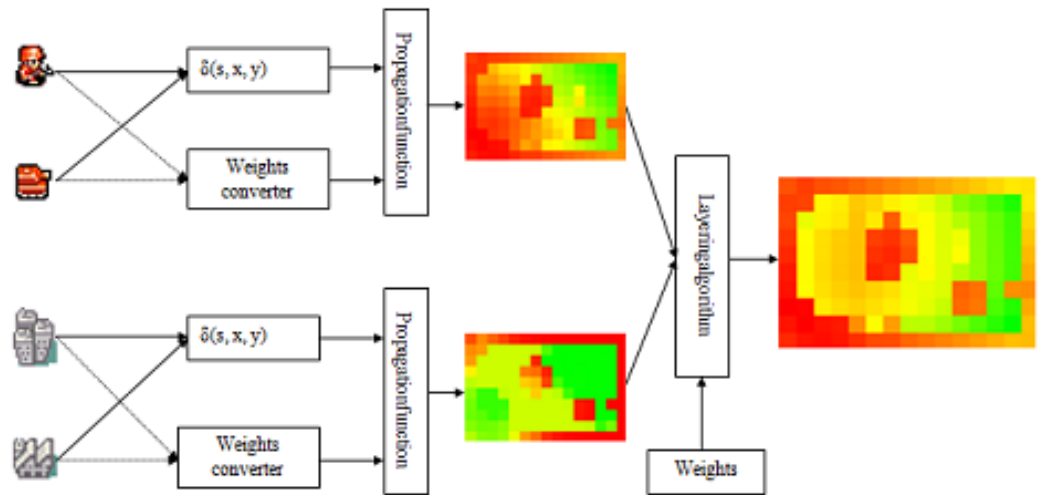 δ(s, x, y)
Weights
converter
Propagationfunction
δ(s, x, y)
Weights
converter
Propagationfunction
Layeringalgorithm
Weights